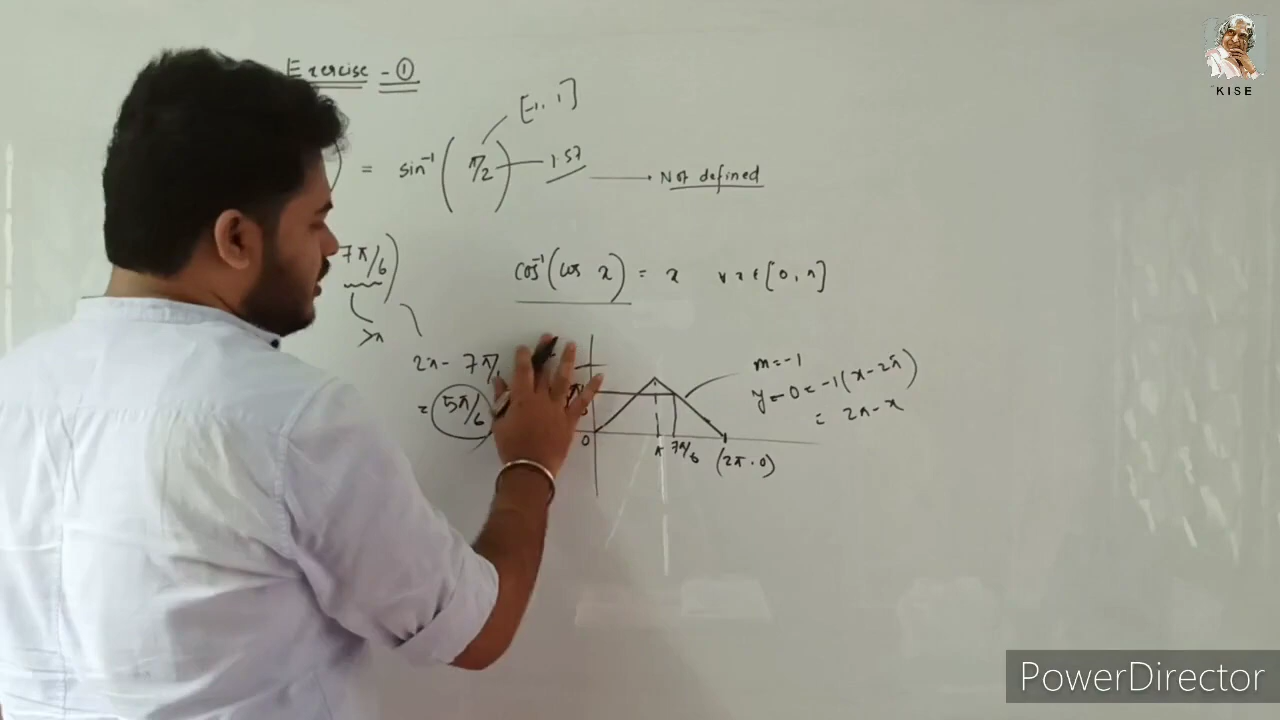 Exercise - ①
[-1, 1]
) = sin⁻¹ ( π/2 ) — 1.57 → Not defined
7π/6 )
>π
cos⁻¹(cos x) = x ∀ x ∈ [0, π]
2π - 7π/
= 5π/6
m = -1
y - 0 = -1(x - 2π)
= 2π - x
0 π 7π/6 (2π, 0)
KISE
PowerDirector